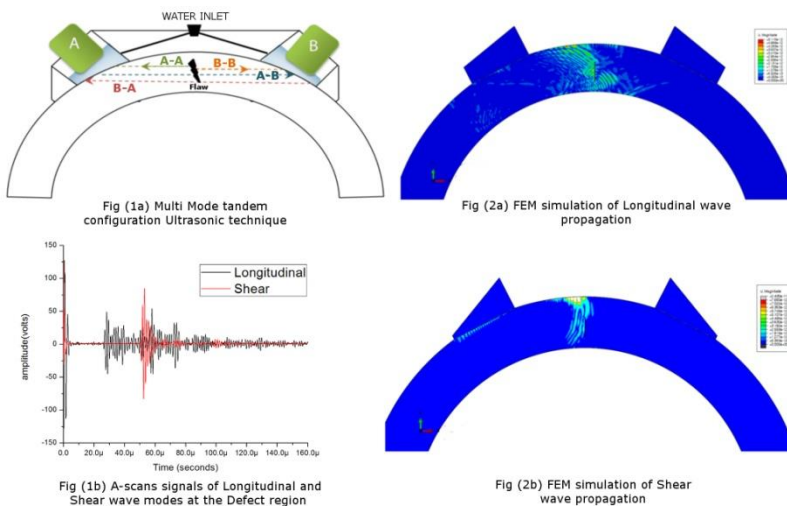 WATER INLET
A
B
A-A
B-B
A-B
B-A
Flaw
Fig (1a) Multi Mode tandem
configuration Ultrasonic technique
Fig (2a) FEM simulation of Longitudinal wave
propagation
150
100
50
0
-50
-100
-150
amplitude(volts)
Longitudinal
Shear
0.0
20.0µ
40.0µ
60.0µ
80.0µ
100.0µ
120.0µ
140.0µ
160.0µ
Time (seconds)
Fig (1b) A-scans signals of Longitudinal and
Shear wave modes at the Defect region
Fig (2b) FEM simulation of Shear
wave propagation